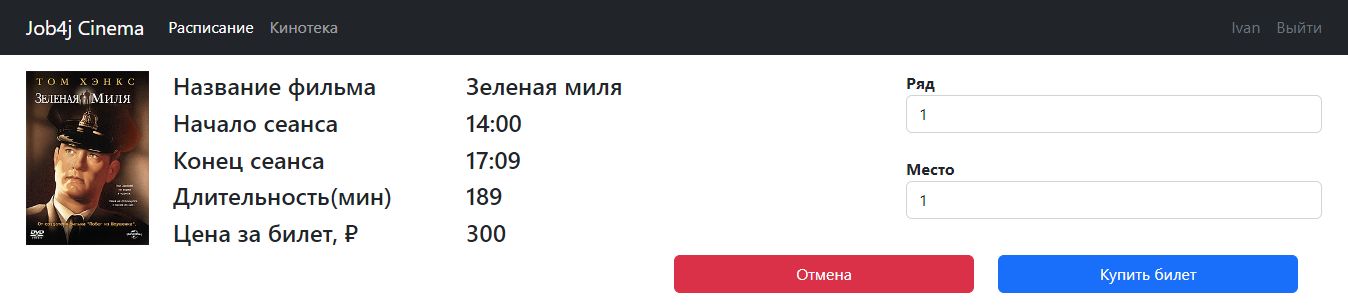 Job4j Cinema Расписание Кинотека Ivan Выйти
ТОМ ХЭНКС
ЗЕЛЕНАЯ МИЛЯ
Название фильма Зеленая миля
Начало сеанса 14:00
Конец сеанса 17:09
Длительность(мин) 189
Цена за билет, ₽ 300
Ряд
1
Место
1
Отмена Купить билет